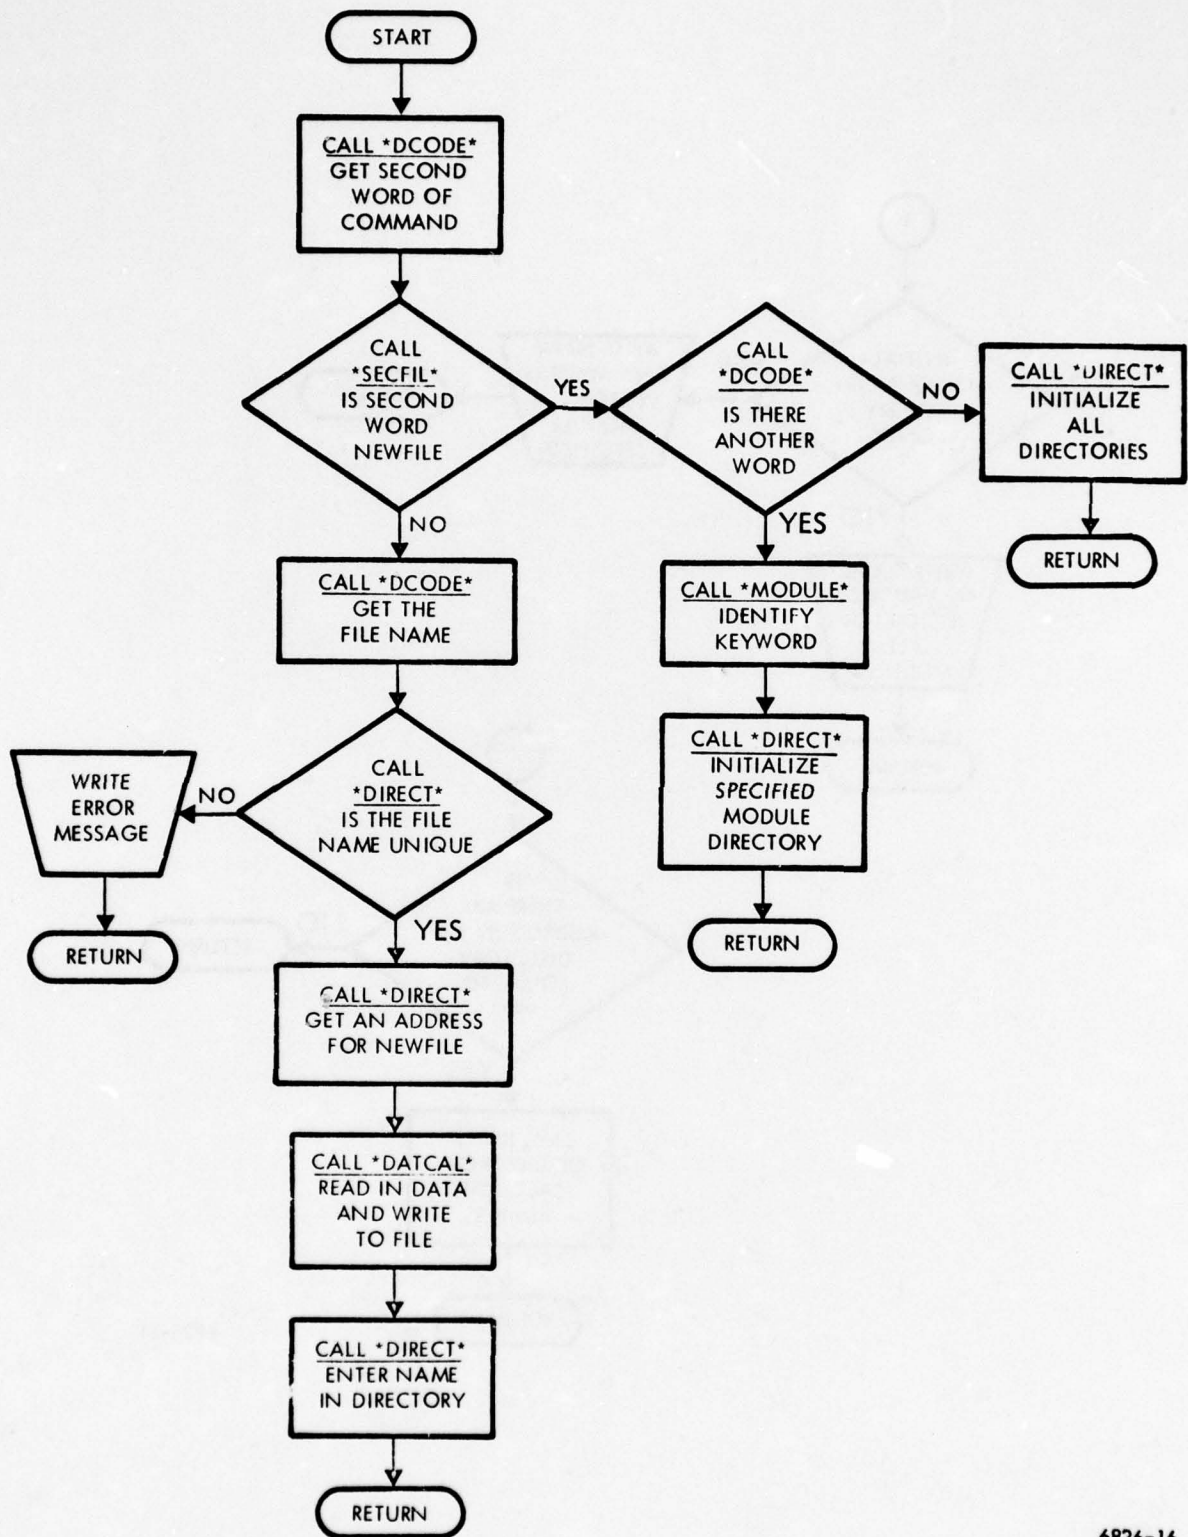 START
CALL *DCODE*
GET SECOND
WORD OF
COMMAND
CALL
*SECFIL*
IS SECOND
WORD
NEWFILE
YES
CALL
*DCODE*
IS THERE
ANOTHER
WORD
NO
CALL *DIRECT*
INITIALIZE
ALL
DIRECTORIES
RETURN
YES
CALL *MODULE*
IDENTIFY
KEYWORD
CALL *DIRECT*
INITIALIZE
SPECIFIED
MODULE
DIRECTORY
RETURN
NO
CALL *DCODE*
GET THE
FILE NAME
CALL
*DIRECT*
IS THE FILE
NAME UNIQUE
NO
WRITE
ERROR
MESSAGE
RETURN
YES
CALL *DIRECT*
GET AN ADDRESS
FOR NEWFILE
CALL *DATCAL*
READ IN DATA
AND WRITE
TO FILE
CALL *DIRECT*
ENTER NAME
IN DIRECTORY
RETURN
6826-16